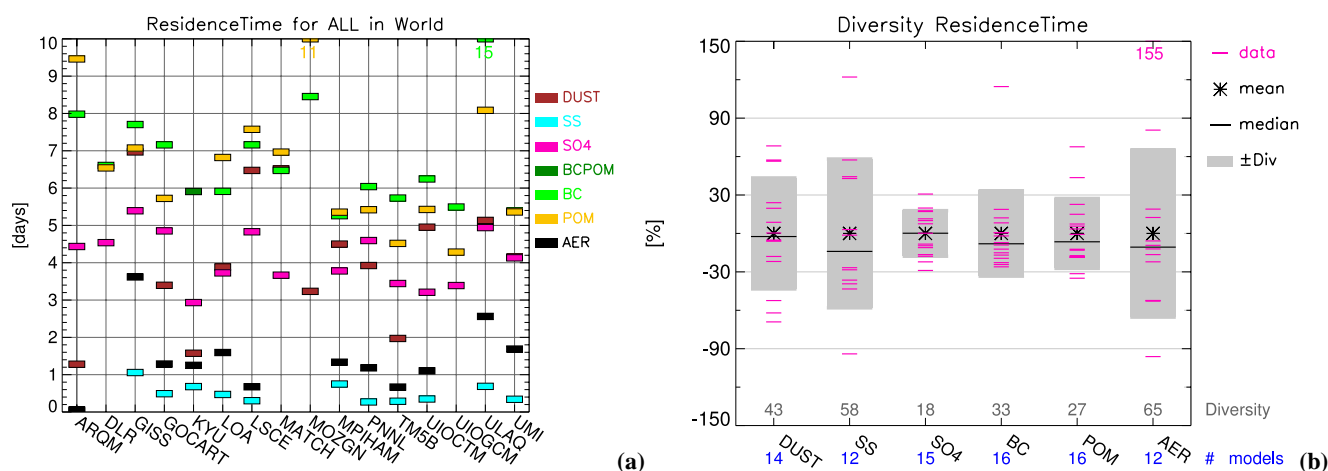 ResidenceTime for ALL in World
10
9
8
7
6
5
4
3
2
1
0
[days]
11
15
DUST
SS
SO4
BCPOM
BC
POM
AER
ARQM
DLR
GISS
GOCART
KYU
LOA
LSCE
MATCH
MOZGN
MPIHAM
PNNL
TM5B
UIOCTM
UIOGCM
ULAQ
UMI
(a)
Diversity ResidenceTime
150
90
30
-30
-90
-150
[%]
155
data
mean
median
±Div
43 58 18 33 27 65 Diversity
DUST SS SO4 BC POM AER
14 12 15 16 16 12 # models
(b)